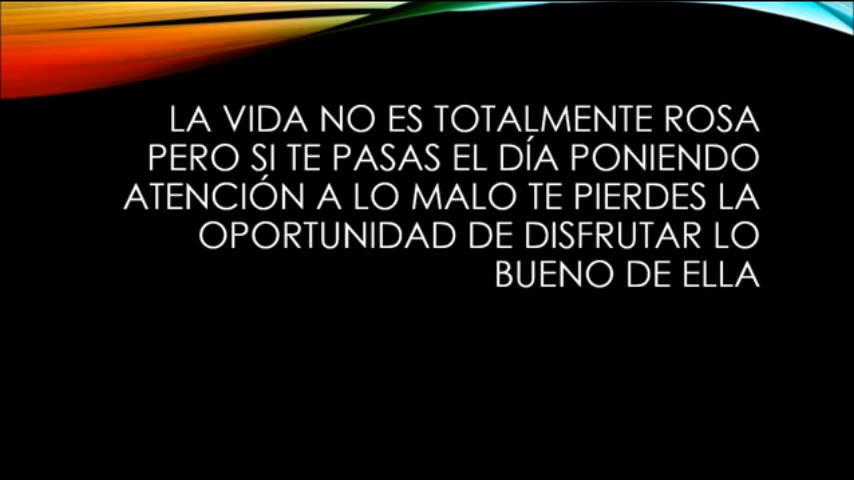 LA VIDA NO ES TOTALMENTE ROSA
PERO SI TE PASAS EL DÍA PONIENDO
ATENCIÓN A LO MALO TE PIERDES LA
OPORTUNIDAD DE DISFRUTAR LO
BUENO DE ELLA